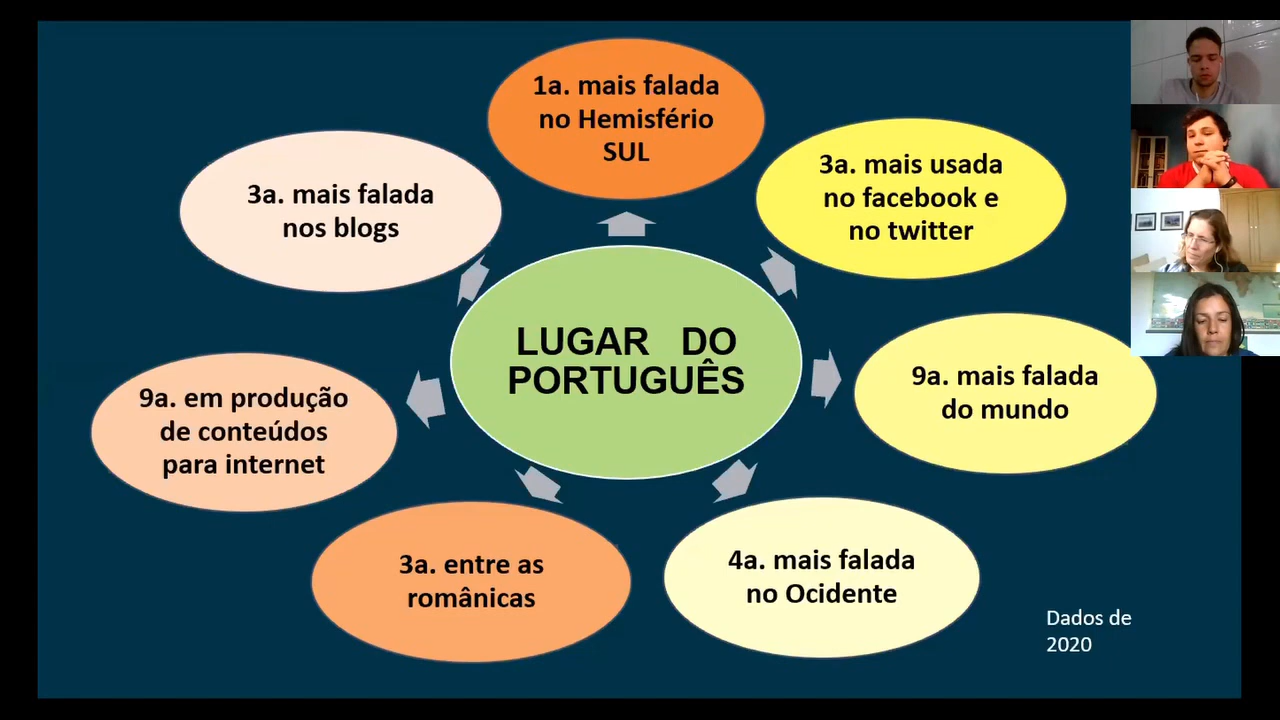 1a. mais falada
no Hemisfério
SUL
3a. mais usada
no facebook e
no twitter
9a. mais falada
do mundo
4a. mais falada
no Ocidente
3a. entre as
românicas
9a. em produção
de conteúdos
para internet
3a. mais falada
nos blogs
LUGAR DO
PORTUGUÊS
Dados de
2020